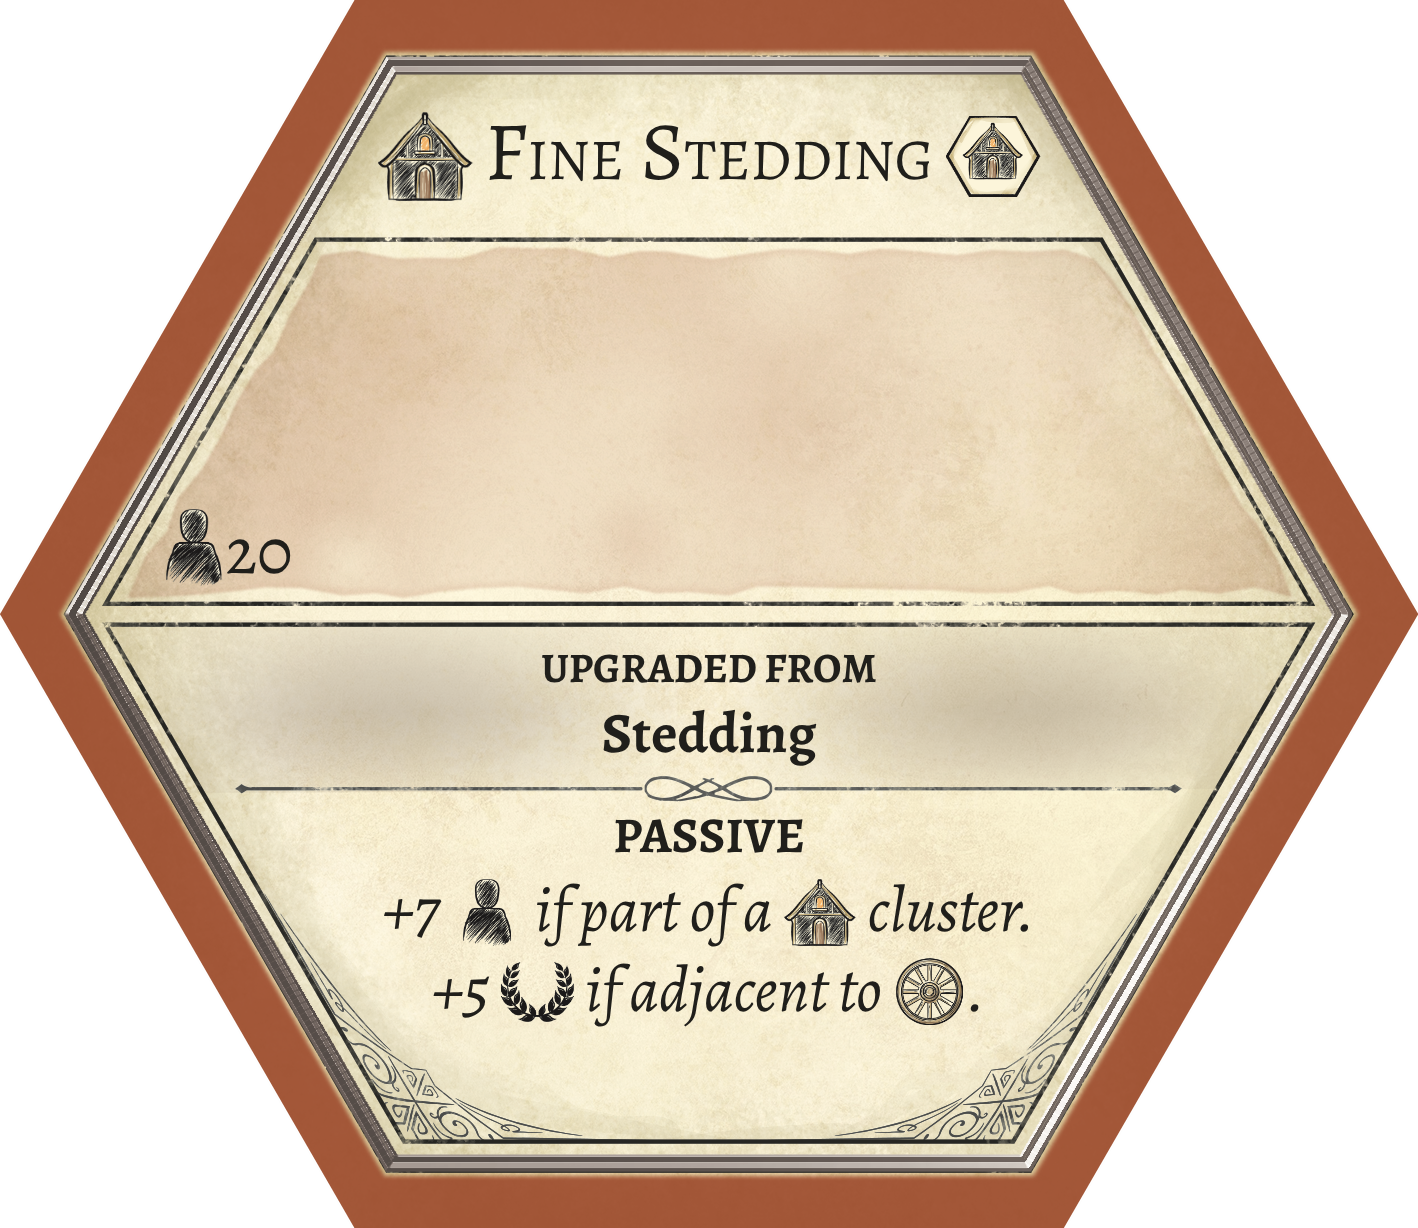 Fine Stedding
20
UPGRADED FROM
Stedding
PASSIVE
+7 if part of a cluster.
+5 if adjacent to .